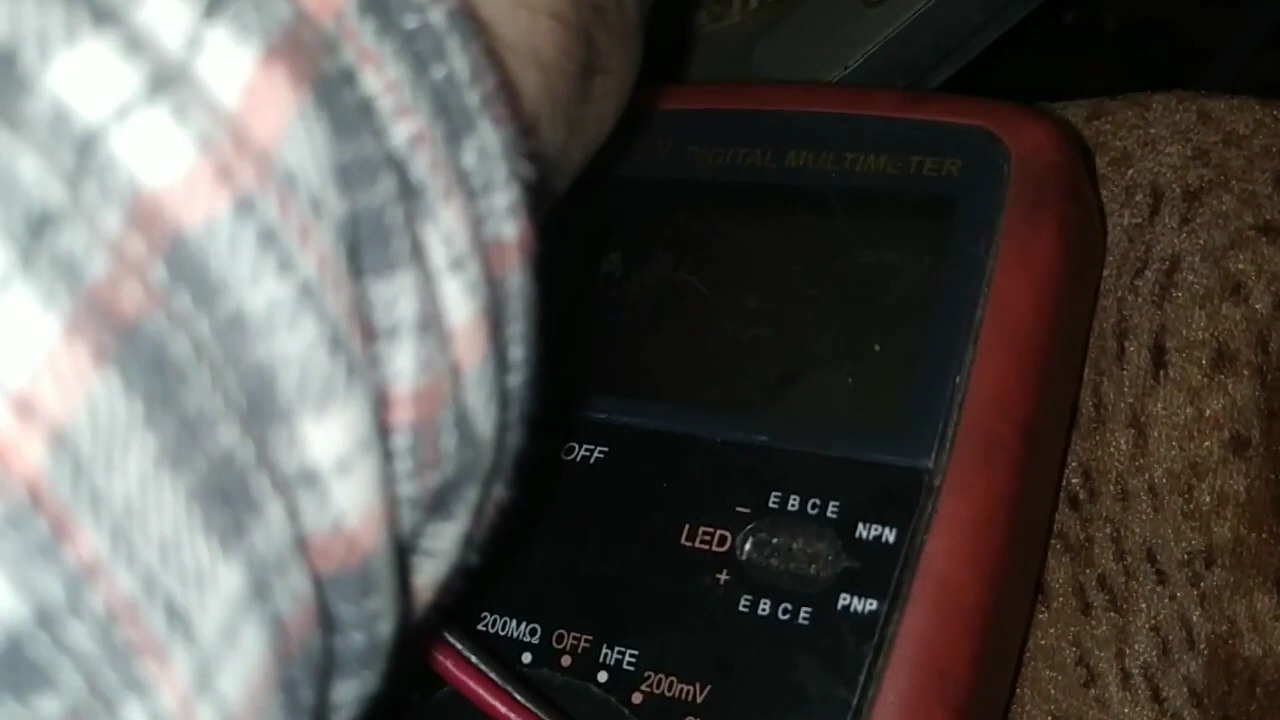 DIGITAL MULTIMETER
OFF
− E B C E
NPN
LED
+
E B C E
PNP
200MΩ OFF hFE
200mV